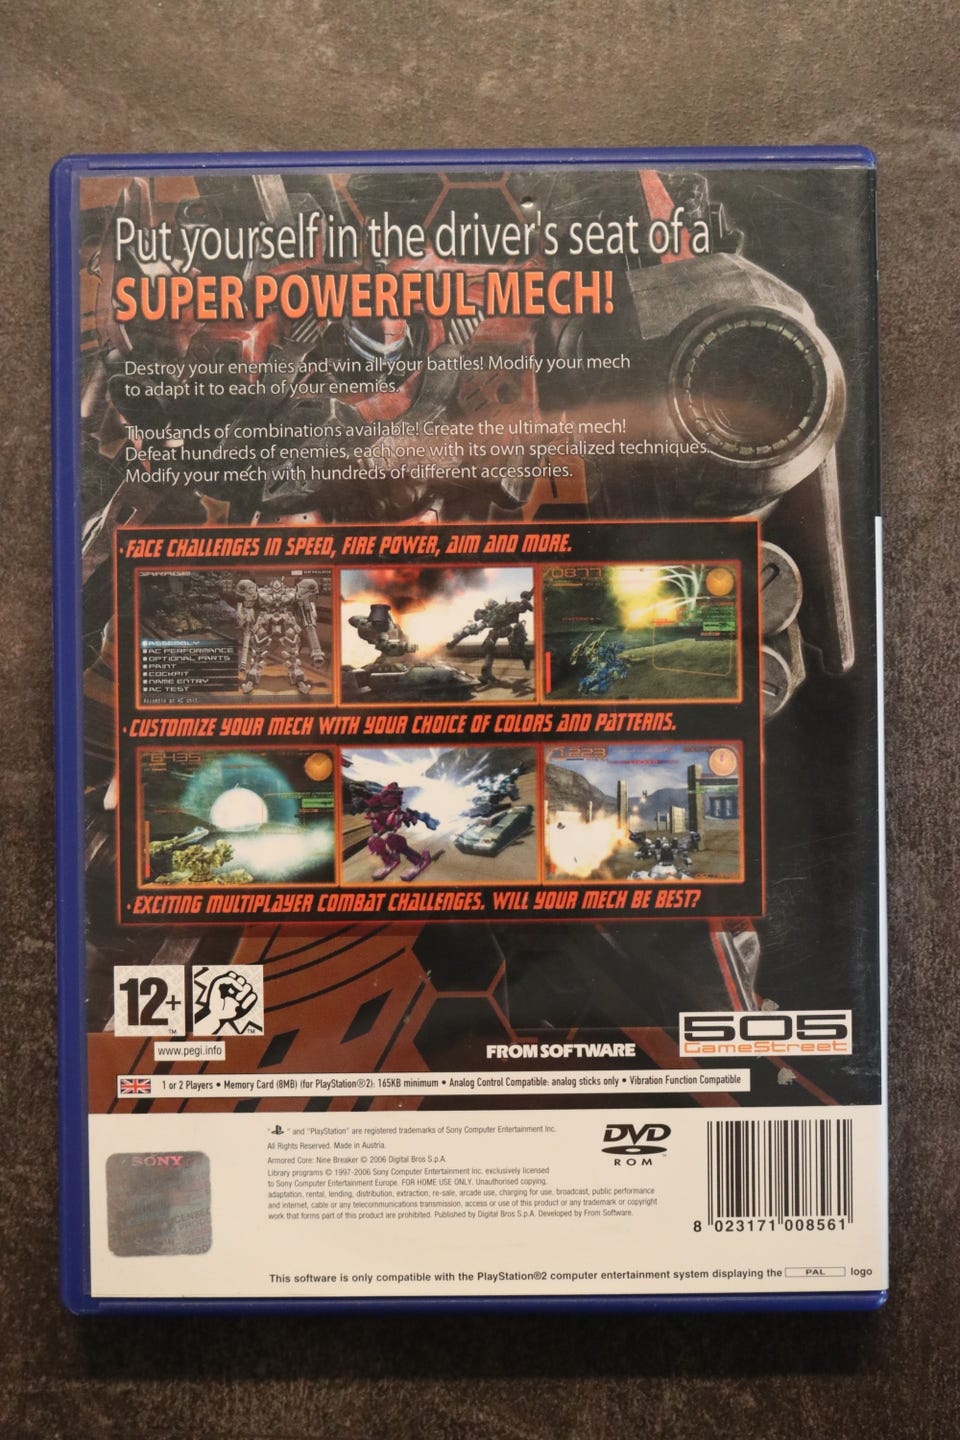 Put yourself in the driver's seat of a
SUPER POWERFUL MECH!
Destroy your enemies and win all your battles! Modify your mech
to adapt it to each of your enemies.
Thousands of combinations available! Create the ultimate mech!
Defeat hundreds of enemies, each one with its own specialized techniques.
Modify your mech with hundreds of different accessories.
• FACE CHALLENGES IN SPEED, FIRE POWER, AIM AND MORE.
GARAGE
ASSEMBLY
AC PERFORMANCE
OPTIONAL PARTS
PAINT
COCKPIT
NAME ENTRY
AC TEST
0877
• CUSTOMIZE YOUR MECH WITH YOUR CHOICE OF COLORS AND PATTERNS.
• EXCITING MULTIPLAYER COMBAT CHALLENGES. WILL YOUR MECH BE BEST?
12+
TM
TM
www.pegi.info
FROMSOFTWARE
505
GameStreet
1 or 2 Players • Memory Card (8MB) (for PlayStation®2): 165KB minimum • Analog Control Compatible: analog sticks only • Vibration Function Compatible
" " and "PlayStation" are registered trademarks of Sony Computer Entertainment Inc.
All Rights Reserved. Made in Austria.
Armored Core: Nine Breaker © 2006 Digital Bros S.p.A.
Library programs © 1997-2006 Sony Computer Entertainment Inc. exclusively licensed
to Sony Computer Entertainment Europe. FOR HOME USE ONLY. Unauthorised copying,
adaptation, rental, lending, distribution, extraction, re-sale, arcade use, charging for use, broadcast, public performance
and internet, cable or any telecommunications transmission, access or use of this product or any trademark or copyright
work that forms part of this product are prohibited. Published by Digital Bros S.p.A. Developed by From Software.
DVD
ROM
SONY
8 023171 008561
This software is only compatible with the PlayStation®2 computer entertainment system displaying the PAL logo